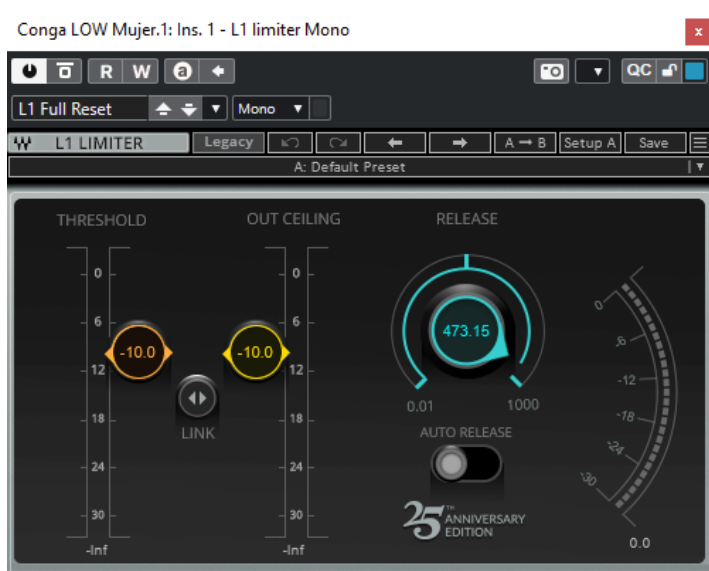 Conga LOW Mujer.1: Ins. 1 - L1 limiter Mono
x
R W a QC
L1 Full Reset Mono
L1 LIMITER Legacy A → B Setup A Save
A: Default Preset
THRESHOLD OUT CEILING RELEASE
0 0
6 6
-10.0 -10.0 473.15
12 12
18 18
24 24
30 30
-Inf -Inf
LINK
0.01 1000
AUTO RELEASE
25TH ANNIVERSARY
EDITION
0
-6
-12
-18
-24
-30
0.0